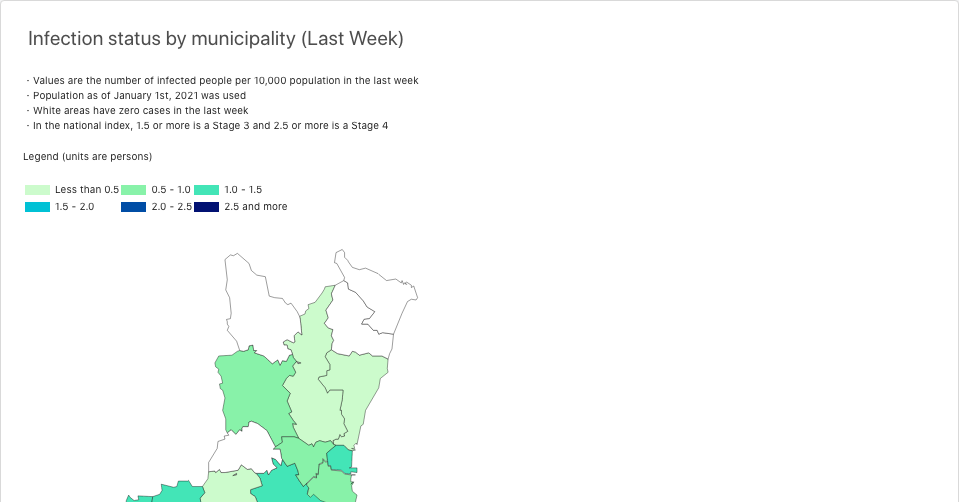 Infection status by municipality (Last Week)
· Values are the number of infected people per 10,000 population in the last week
· Population as of January 1st, 2021 was used
· White areas have zero cases in the last week
· In the national index, 1.5 or more is a Stage 3 and 2.5 or more is a Stage 4
Legend (units are persons)
Less than 0.5 0.5 - 1.0 1.0 - 1.5
1.5 - 2.0 2.0 - 2.5 2.5 and more